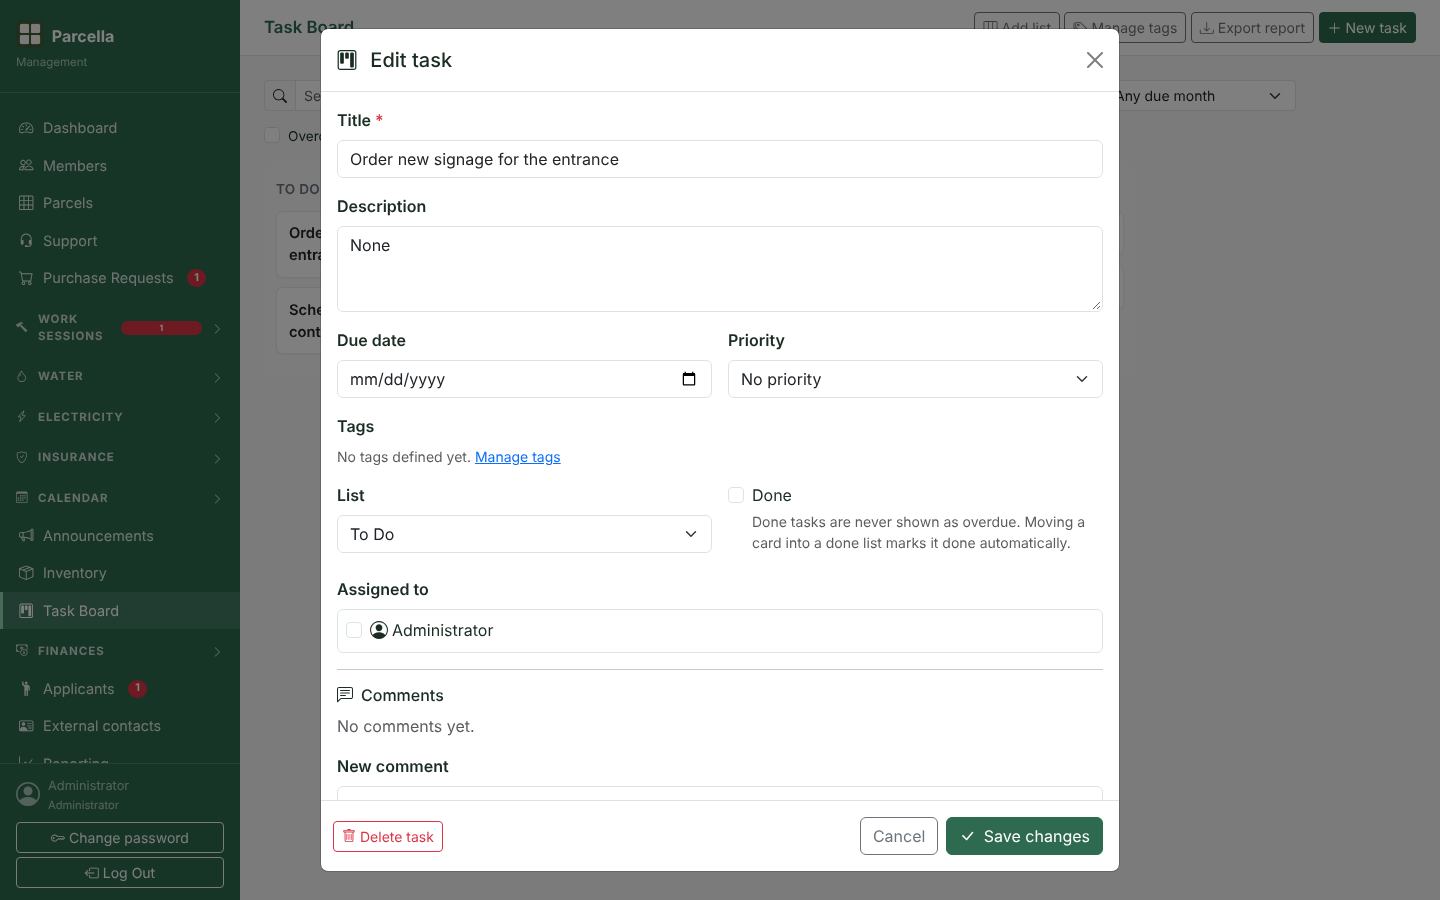 Parcella
Management
Dashboard
Members
Parcels
Support
Purchase Requests 1
WORK
SESSIONS 1
WATER
ELECTRICITY
INSURANCE
CALENDAR
Announcements
Inventory
Task Board
FINANCES
Applicants 1
External contacts
Reporting
Administrator
Administrator
Change password
Log Out
Task Board
Add list
Manage tags
Export report
New task
Any due month
TO DO
Edit task
Title *
Order new signage for the entrance
Description
None
Due date
Priority
mm/dd/yyyy
No priority
Tags
No tags defined yet. Manage tags
List
Done
To Do
Done tasks are never shown as overdue. Moving a
card into a done list marks it done automatically.
Assigned to
Administrator
Comments
No comments yet.
New comment
Delete task
Cancel
Save changes